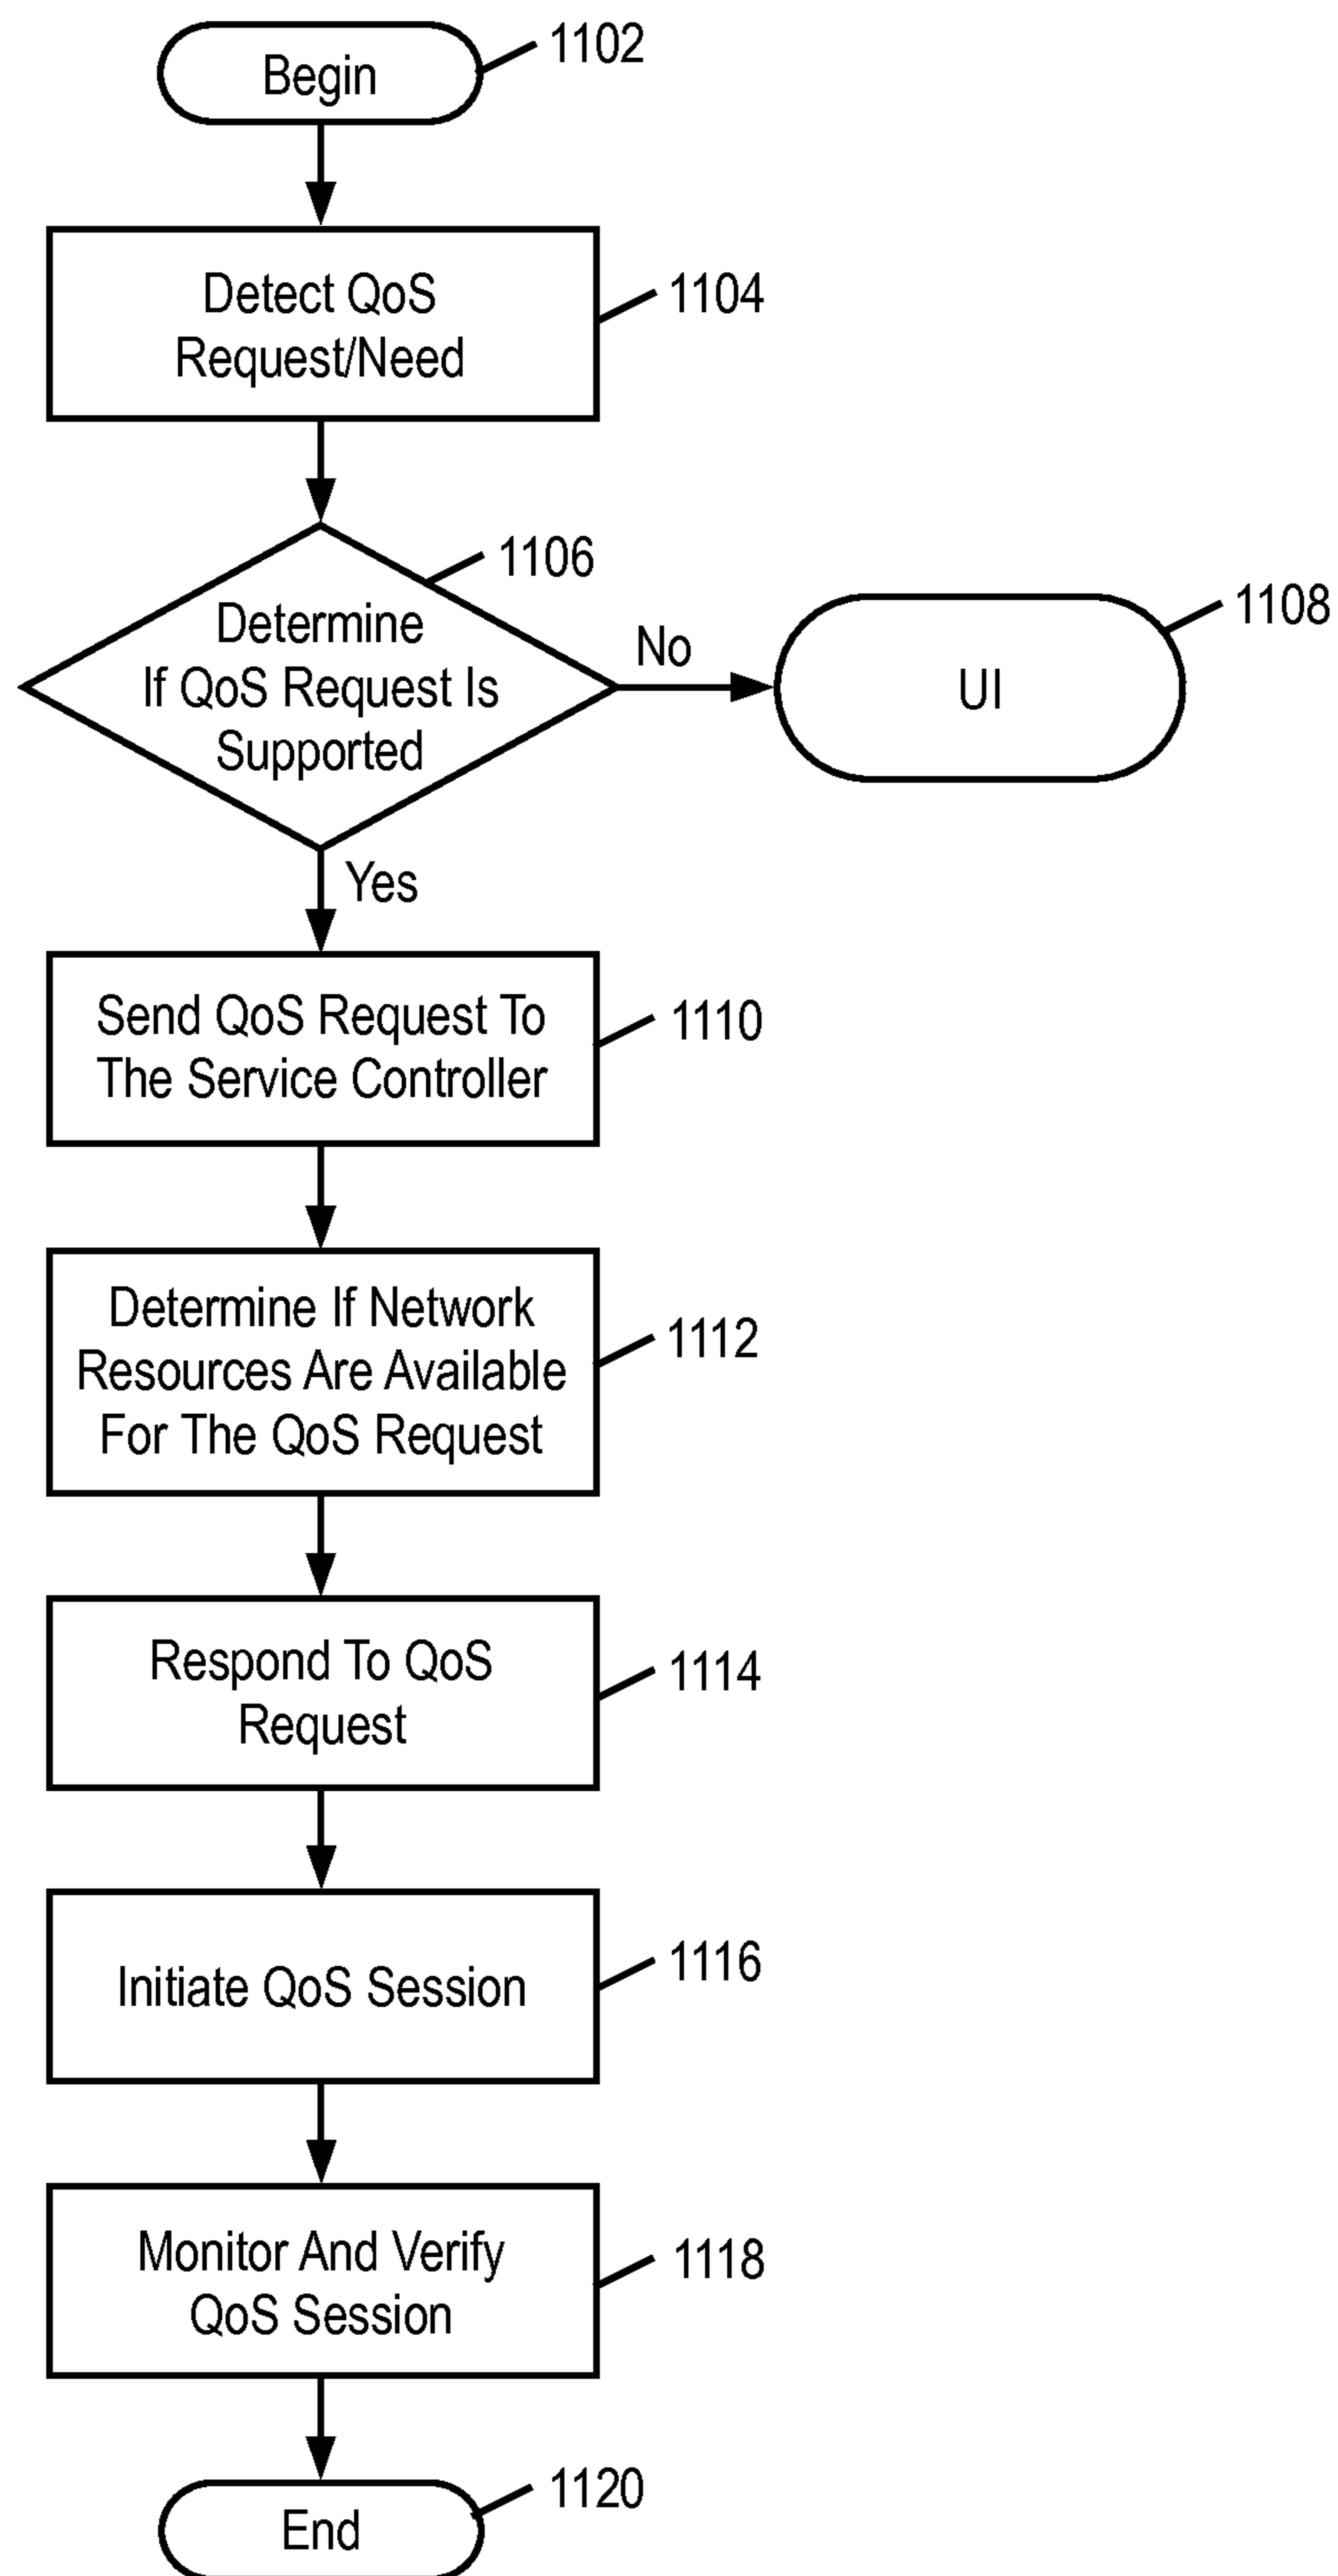 Begin
1102
Detect QoS
Request/Need
1104
1106
Determine
If QoS Request Is
Supported
No
UI
1108
Yes
Send QoS Request To
The Service Controller
1110
Determine If Network
Resources Are Available
For The QoS Request
1112
Respond To QoS
Request
1114
Initiate QoS Session
1116
Monitor And Verify
QoS Session
1118
End
1120